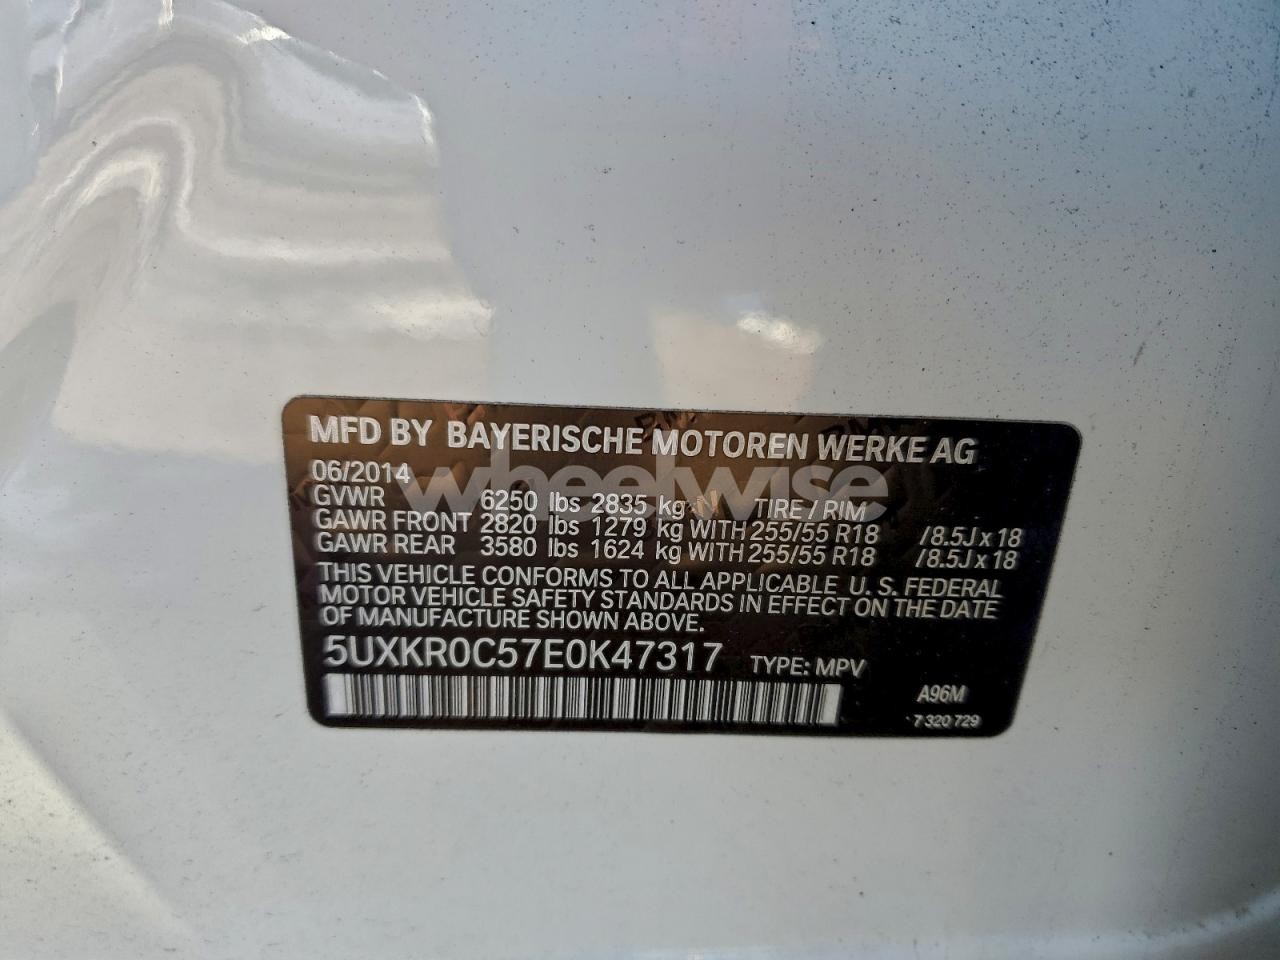 MFD BY BAYERISCHE MOTOREN WERKE AG
06/2014
wheelwise
GVWR 6250 lbs 2835 kg TIRE / RIM
GAWR FRONT 2820 lbs 1279 kg WITH 255/55 R18 /8.5J x 18
GAWR REAR 3580 lbs 1624 kg WITH 255/55 R18 /8.5J x 18
THIS VEHICLE CONFORMS TO ALL APPLICABLE U. S. FEDERAL
MOTOR VEHICLE SAFETY STANDARDS IN EFFECT ON THE DATE
OF MANUFACTURE SHOWN ABOVE.
5UXKR0C57E0K47317 TYPE: MPV
A96M
7 320 729